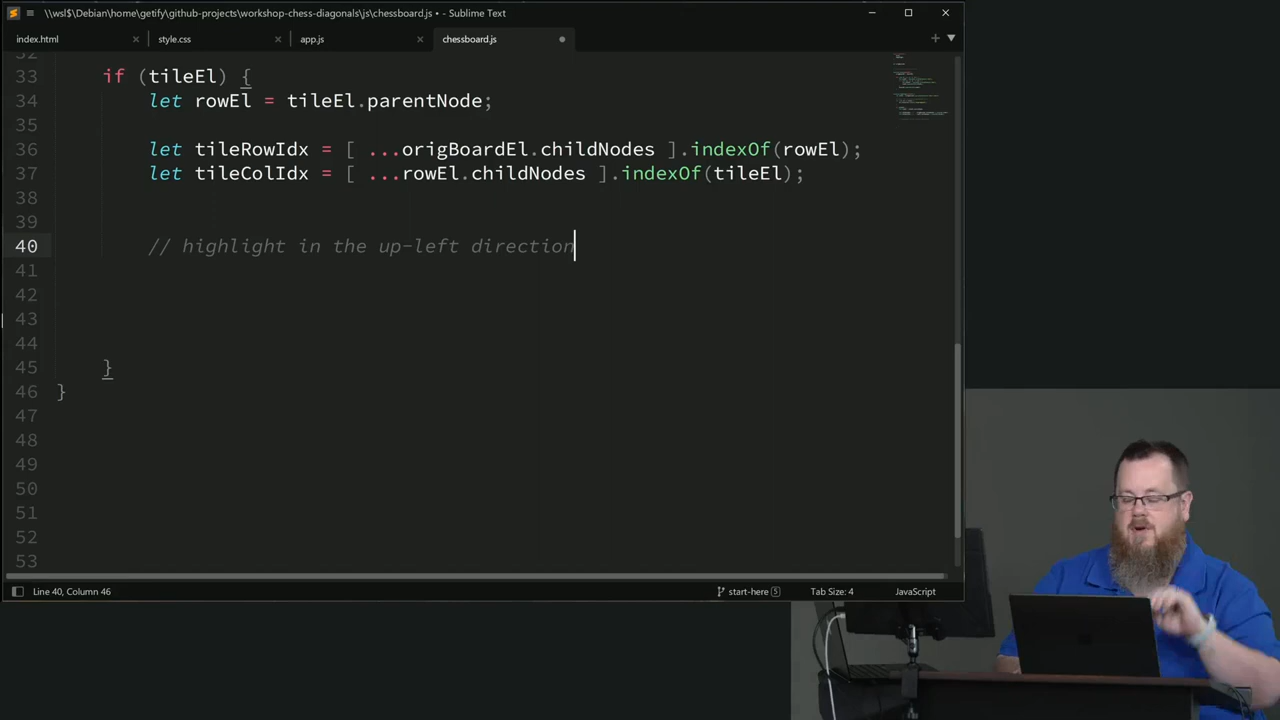 \\wsl$\Debian\home\getify\github-projects\workshop-chess-diagonals\js\chessboard.js • - Sublime Text
index.html
style.css
app.js
chessboard.js
33 if (tileEl) {
34 let rowEl = tileEl.parentNode;
35
36 let tileRowIdx = [ ...origBoardEl.childNodes ].indexOf(rowEl);
37 let tileColIdx = [ ...rowEl.childNodes ].indexOf(tileEl);
38
39
40 // highlight in the up-left direction
41
42
43
44
45 }
46 }
47
48
49
50
51
52
53
Line 40, Column 46
start-here 5
Tab Size: 4
JavaScript